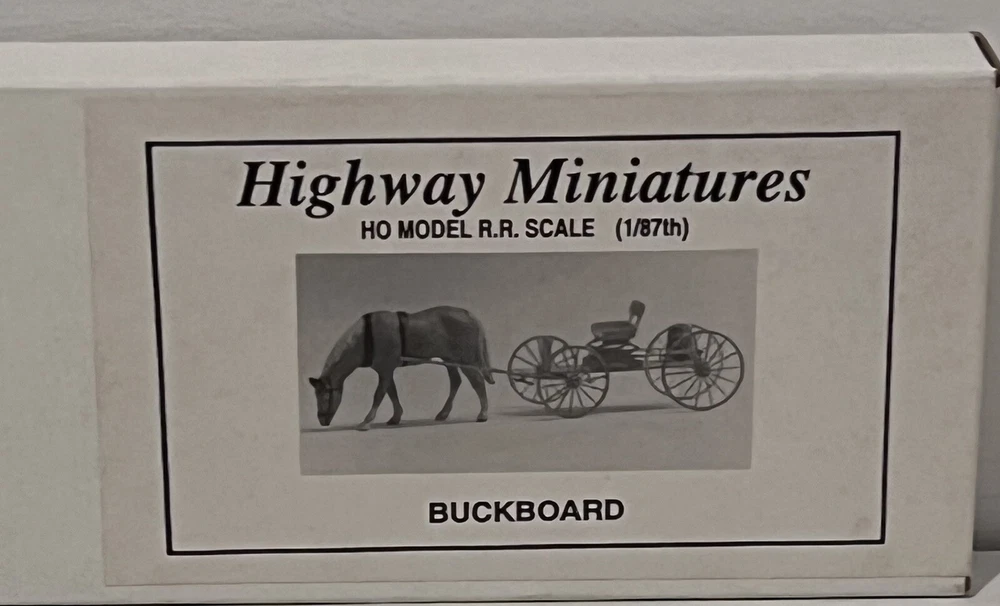 Highway Miniatures
HO MODEL R.R. SCALE (1/87th)
BUCKBOARD